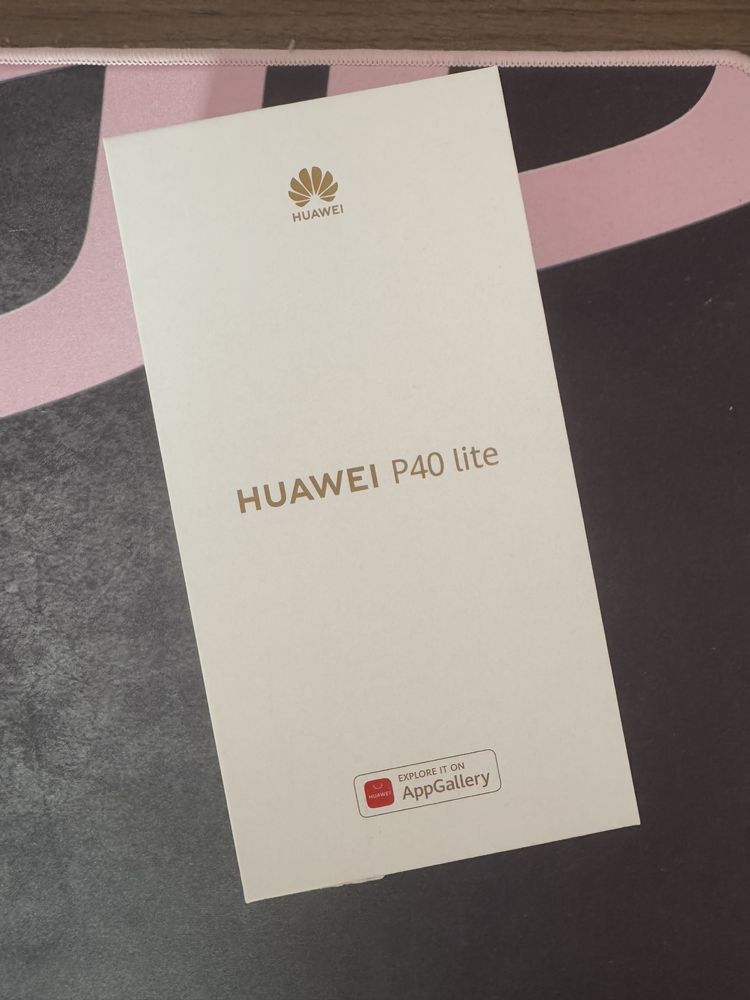 HUAWEI
HUAWEI P40 lite
EXPLORE IT ON
HUAWEI
AppGallery